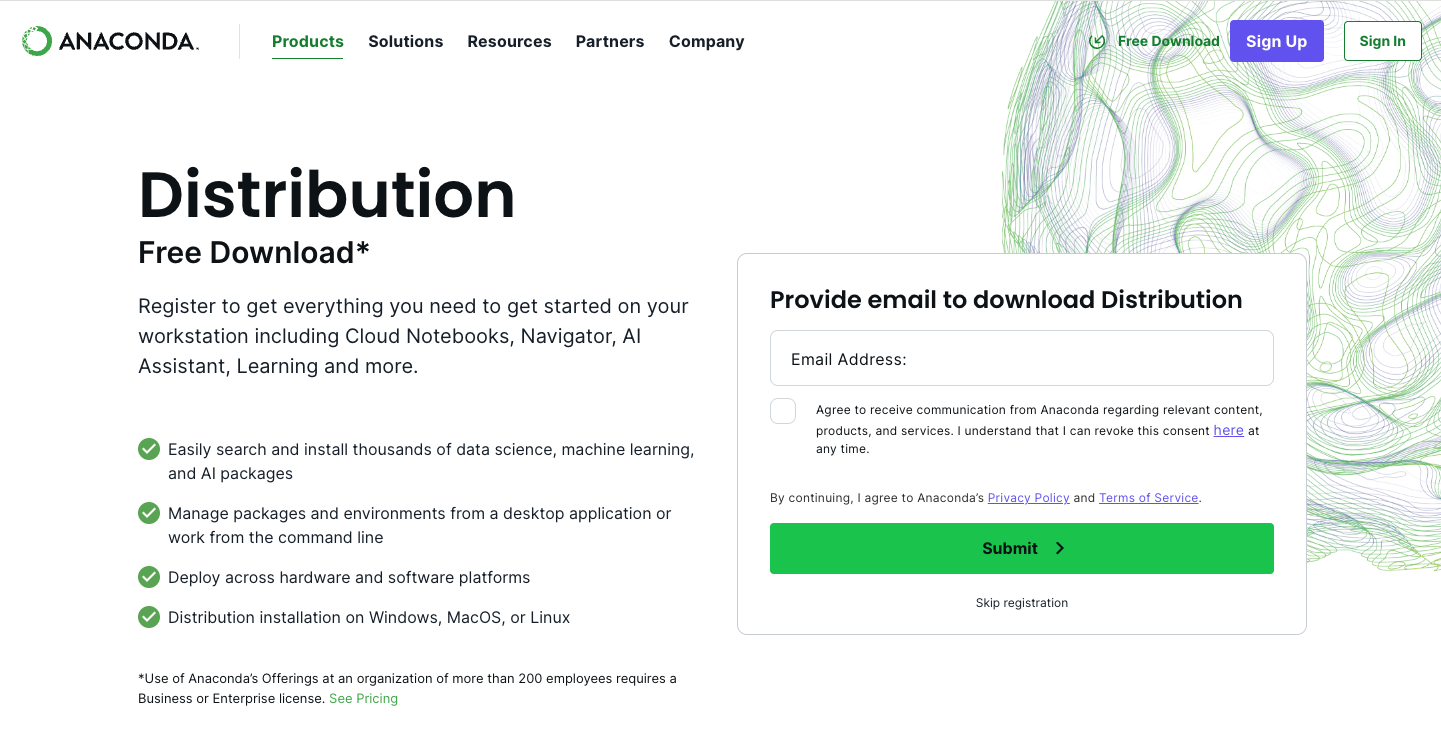 ANACONDA.
Products Solutions Resources Partners Company
Free Download Sign Up Sign In
Distribution
Free Download*
Register to get everything you need to get started on your
workstation including Cloud Notebooks, Navigator, AI
Assistant, Learning and more.
Easily search and install thousands of data science, machine learning,
and AI packages
Manage packages and environments from a desktop application or
work from the command line
Deploy across hardware and software platforms
Distribution installation on Windows, MacOS, or Linux
*Use of Anaconda’s Offerings at an organization of more than 200 employees requires a
Business or Enterprise license. See Pricing
Provide email to download Distribution
Email Address:
Agree to receive communication from Anaconda regarding relevant content,
products, and services. I understand that I can revoke this consent here at
any time.
By continuing, I agree to Anaconda’s Privacy Policy and Terms of Service.
Submit
Skip registration